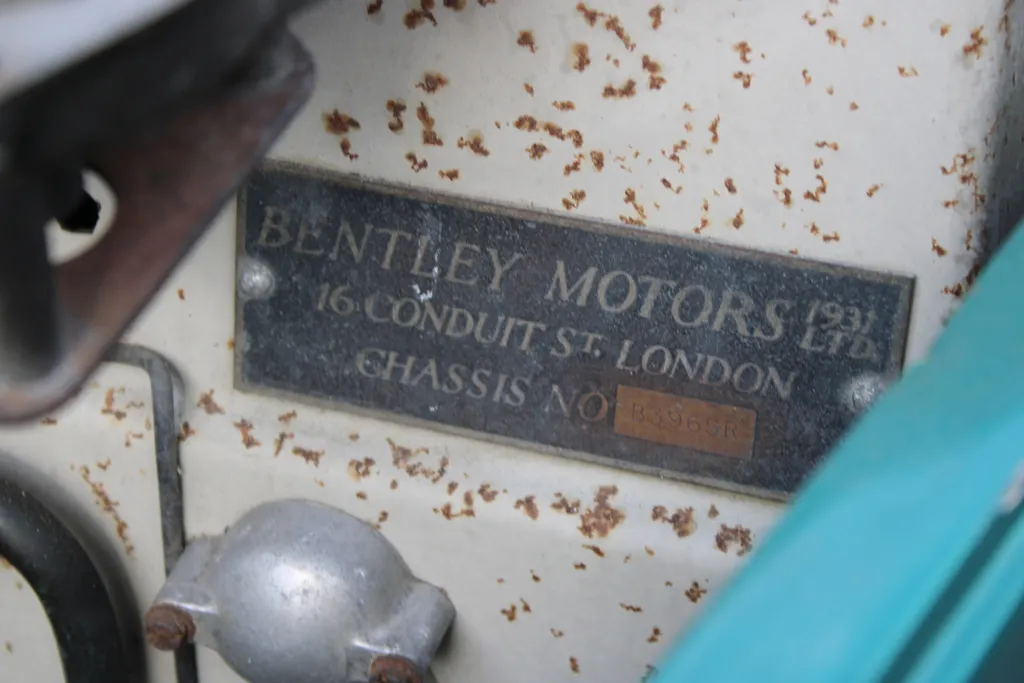 BENTLEY MOTORS 1931 LTD.
16 CONDUIT ST. LONDON
CHASSIS NO B396SR